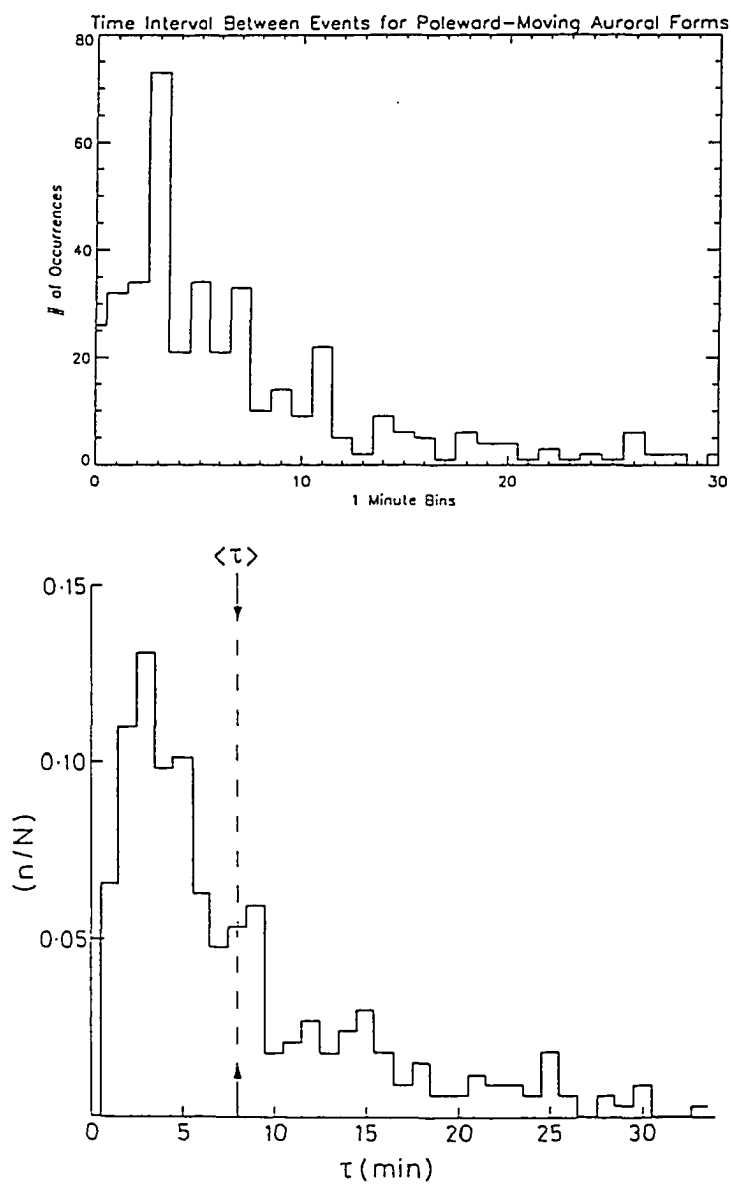 Time Interval Between Events for Poleward-Moving Auroral Forms
80
60
40
20
0
# of Occurrences
0 10 20 30
1 Minute Bins
<τ>
0·15
0·10
0·05
(n/N)
0 5 10 15 20 25 30
τ (min)